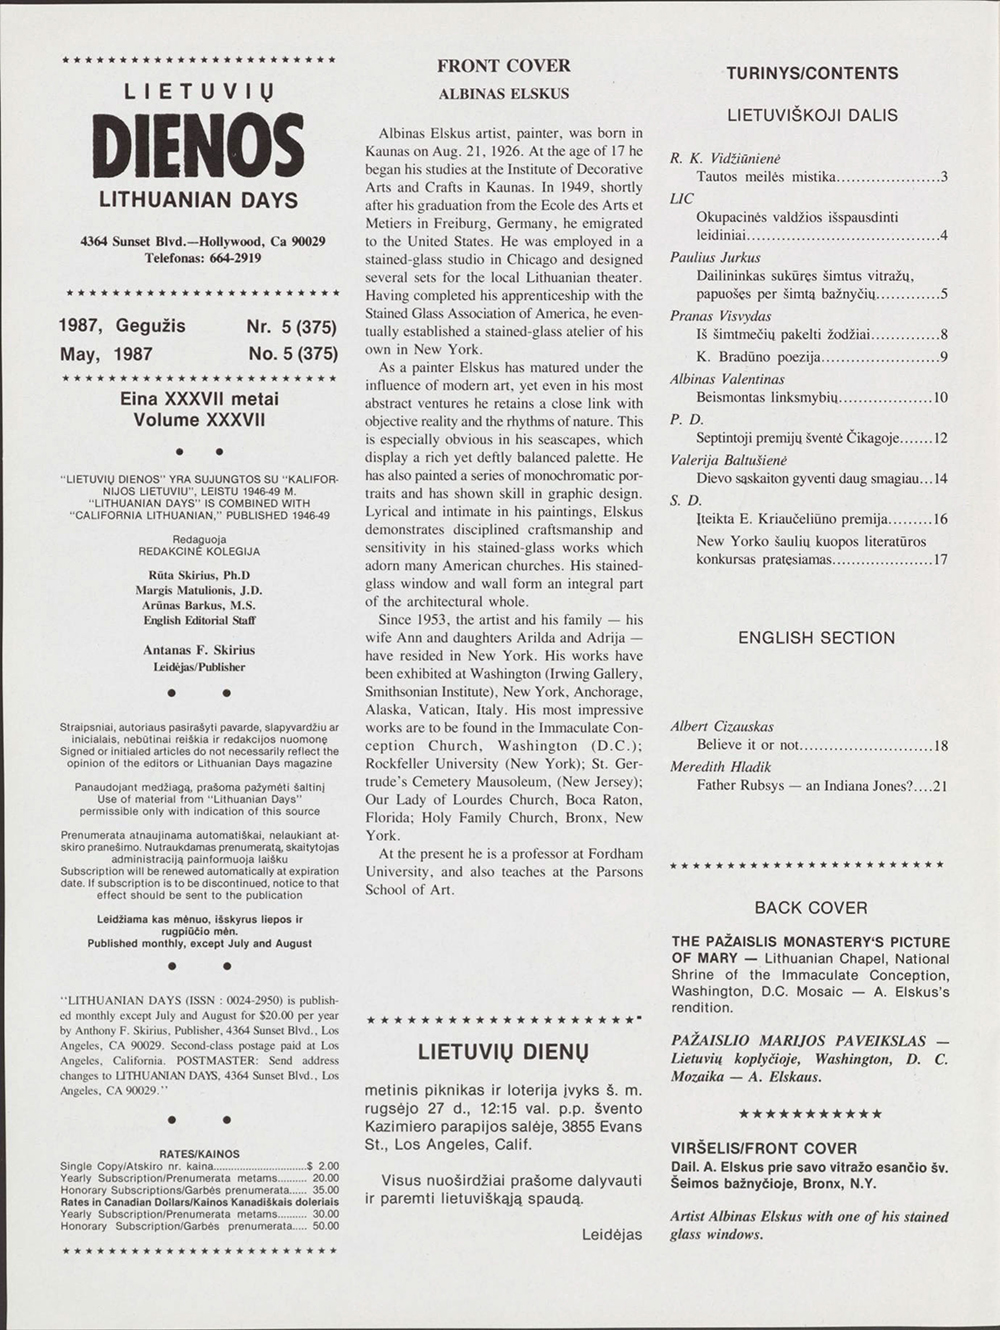 LIETUVIŲ
DIENOS
LITHUANIAN DAYS
4364 Sunset Blvd.—Hollywood, Ca 90029
Telefonas: 664-2919
1987, Gegužis Nr. 5 (375)
May, 1987 No. 5 (375)
Eina XXXVII metai
Volume XXXVII
"LIETUVIŲ DIENOS" YRA SUJUNGTOS SU "KALIFOR-
NIJOS LIETUVIU", LEISTU 1946-49 M.
"LITHUANIAN DAYS" IS COMBINED WITH
"CALIFORNIA LITHUANIAN," PUBLISHED 1946-49
Redaguoja
REDAKCINĖ KOLEGIJA
Rūta Skirius, Ph.D
Margis Matulionis, J.D.
Arūnas Barkus, M.S.
English Editorial Staff
Antanas F. Skirius
Leidėjas/Publisher
Straipsniai, autoriaus pasirašyti pavarde, slapyvardžiu ar
inicialais, nebūtinai reiškia ir redakcijos nuomonę
Signed or initialed articles do not necessarily reflect the
opinion of the editors or Lithuanian Days magazine
Panaudojant medžiagą, prašoma pažymėti šaltinį
Use of material from "Lithuanian Days"
permissible only with indication of this source
Prenumerata atnaujinama automatiškai, nelaukiant at-
skiro pranešimo. Nutraukdamas prenumeratą, skaitytojas
administraciją painformuoja laišku
Subscription will be renewed automatically at expiration
date. If subscription is to be discontinued, notice to that
effect should be sent to the publication
Leidžiama kas mėnuo, išskyrus liepos ir
rugpiūčio mėn.
Published monthly, except July and August
"LITHUANIAN DAYS (ISSN : 0024-2950) is publish-
ed monthly except July and August for $20.00 per year
by Anthony F. Skirius, Publisher, 4364 Sunset Blvd., Los
Angeles, CA 90029. Second-class postage paid at Los
Angeles, California. POSTMASTER: Send address
changes to LITHUANIAN DAYS, 4364 Sunset Blvd., Los
Angeles, CA 90029."
RATES/KAINOS
Single Copy/Atskiro nr. kaina................................$ 2.00
Yearly Subscription/Prenumerata metams.......... 20.00
Honorary Subscriptions/Garbės prenumerata...... 35.00
Rates in Canadian Dollars/Kainos Kanadiškais doleriais
Yearly Subscription/Prenumerata metams.......... 30.00
Honorary Subscription/Garbės prenumerata..... 50.00
FRONT COVER
ALBINAS ELSKUS
Albinas Elskus artist, painter, was born in
Kaunas on Aug. 21, 1926. At the age of 17 he
began his studies at the Institute of Decorative
Arts and Crafts in Kaunas. In 1949, shortly
after his graduation from the Ecole des Arts et
Metiers in Freiburg, Germany, he emigrated
to the United States. He was employed in a
stained-glass studio in Chicago and designed
several sets for the local Lithuanian theater.
Having completed his apprenticeship with the
Stained Glass Association of America, he even-
tually established a stained-glass atelier of his
own in New York.
As a painter Elskus has matured under the
influence of modern art, yet even in his most
abstract ventures he retains a close link with
objective reality and the rhythms of nature. This
is especially obvious in his seascapes, which
display a rich yet deftly balanced palette. He
has also painted a series of monochromatic por-
traits and has shown skill in graphic design.
Lyrical and intimate in his paintings, Elskus
demonstrates disciplined craftsmanship and
sensitivity in his stained-glass works which
adorn many American churches. His stained-
glass window and wall form an integral part
of the architectural whole.
Since 1953, the artist and his family — his
wife Ann and daughters Arilda and Adrija —
have resided in New York. His works have
been exhibited at Washington (Irwing Gallery,
Smithsonian Institute), New York, Anchorage,
Alaska, Vatican, Italy. His most impressive
works are to be found in the Immaculate Con-
ception Church, Washington (D.C.);
Rockfeller University (New York); St. Ger-
trude's Cemetery Mausoleum, (New Jersey);
Our Lady of Lourdes Church, Boca Raton,
Florida; Holy Family Church, Bronx, New
York.
At the present he is a professor at Fordham
University, and also teaches at the Parsons
School of Art.
LIETUVIŲ DIENŲ
metinis piknikas ir loterija įvyks š. m.
rugsėjo 27 d., 12:15 val. p.p. švento
Kazimiero parapijos salėje, 3855 Evans
St., Los Angeles, Calif.
Visus nuoširdžiai prašome dalyvauti
ir paremti lietuviškąją spaudą.
Leidėjas
TURINYS/CONTENTS
LIETUVIŠKOJI DALIS
R. K. Vidžiūnienė
Tautos meilės mistika.....................3
LIC
Okupacinės valdžios išspausdinti
leidiniai.......................................4
Paulius Jurkus
Dailininkas sukūręs šimtus vitražų,
papuošęs per šimtą bažnyčių.............5
Pranas Visvydas
Iš šimtmečių pakelti žodžiai..............8
K. Bradūno poezija........................9
Albinas Valentinas
Beismontas linksmybių...................10
P. D.
Septintoji premijų šventė Čikagoje.......12
Valerija Baltušienė
Dievo sąskaiton gyventi daug smagiau...14
S. D.
Įteikta E. Kriaučeliūno premija.........16
New Yorko šaulių kuopos literatūros
konkursas pratęsiamas....................17
ENGLISH SECTION
Albert Cizauskas
Believe it or not...........................18
Meredith Hladik
Father Rubsys — an Indiana Jones?....21
BACK COVER
THE PAŽAISLIS MONASTERY'S PICTURE
OF MARY — Lithuanian Chapel, National
Shrine of the Immaculate Conception,
Washington, D.C. Mosaic — A. Elskus's
rendition.
PAŽAISLIO MARIJOS PAVEIKSLAS —
Lietuvių koplyčioje, Washington, D. C.
Mozaika — A. Elskaus.
VIRŠELIS/FRONT COVER
Dail. A. Elskus prie savo vitražo esančio šv.
Šeimos bažnyčioje, Bronx, N.Y.
Artist Albinas Elskus with one of his stained
glass windows.